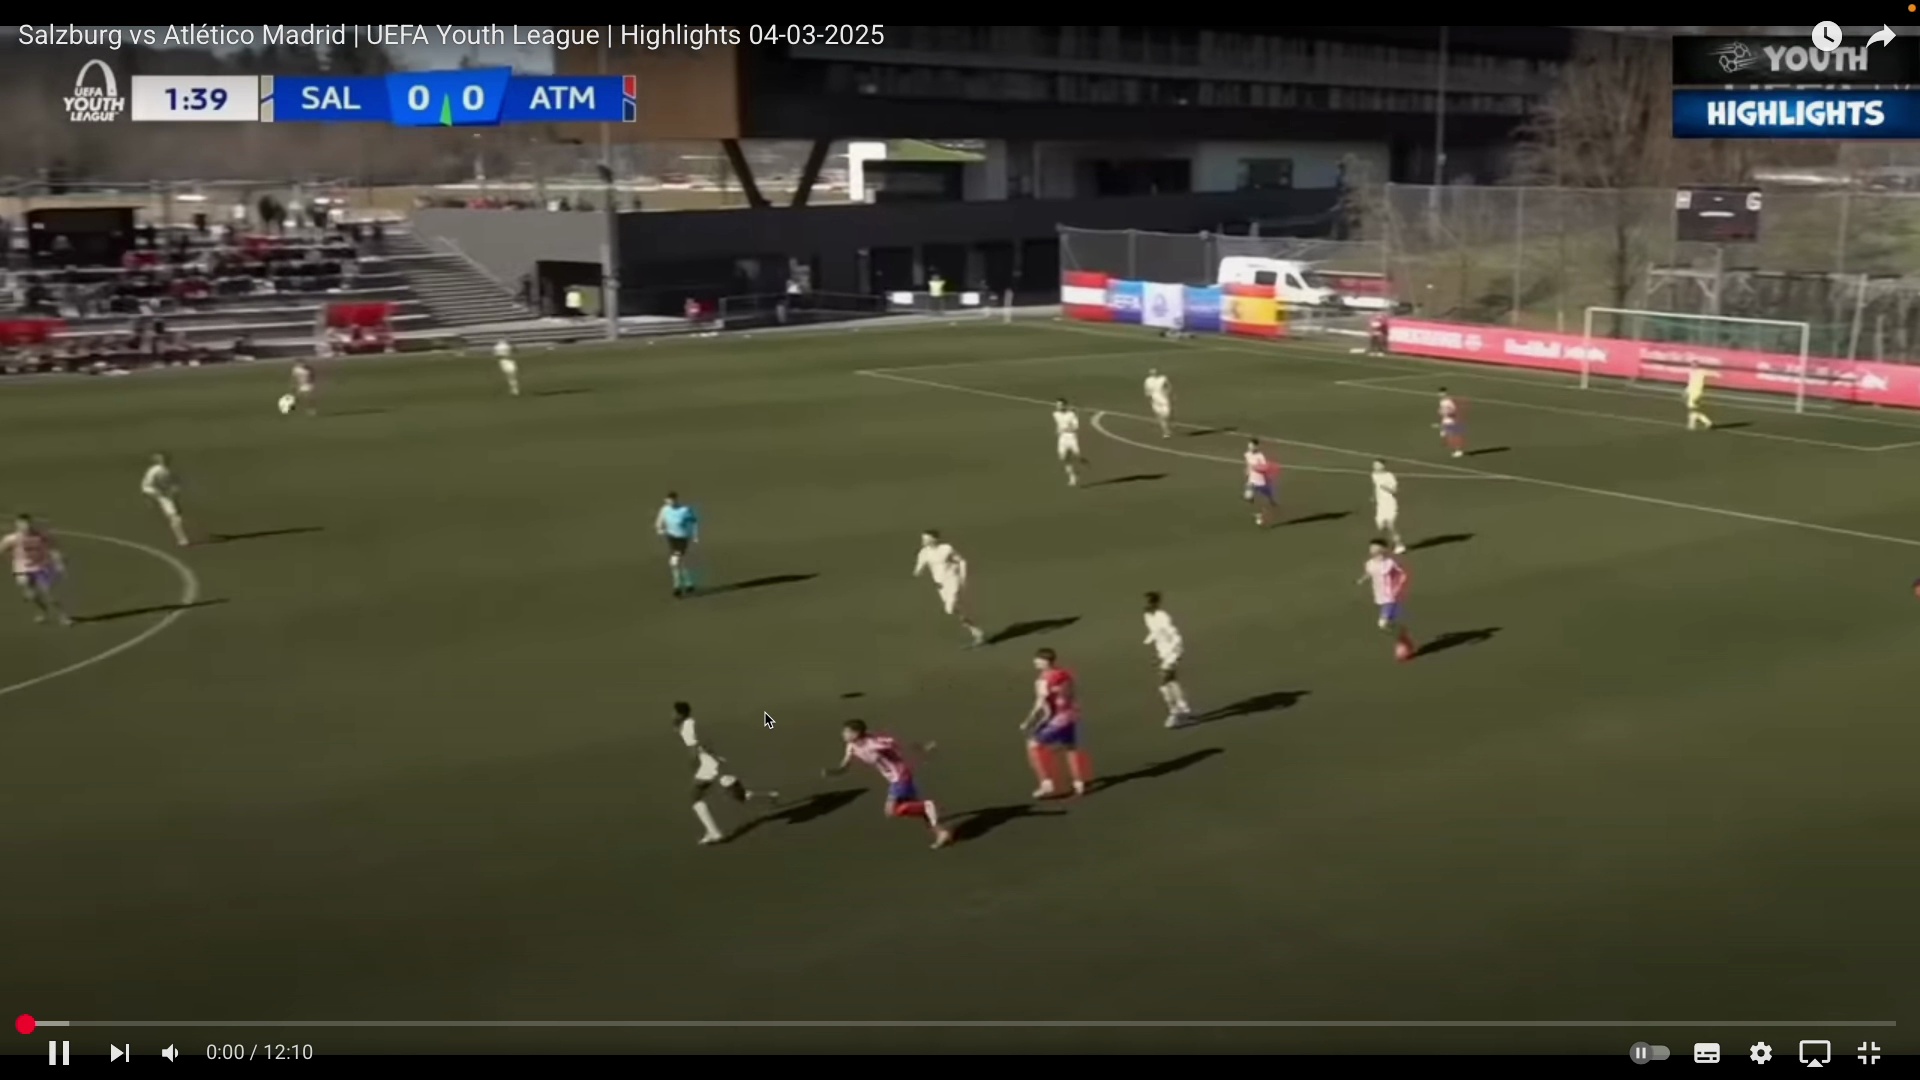 Salzburg vs Atlético Madrid | UEFA Youth League | Highlights 04-03-2025
UEFA
YOUTH
LEAGUE
1:39 SAL 0 0 ATM
YOUTH
HIGHLIGHTS
UEFA
0:00 / 12:10